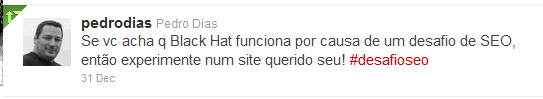 pedrodias Pedro Dias
Se vc acha q Black Hat funciona por causa de um desafio de SEO,
então experimente num site querido seu! #desafioseo
31 Dec